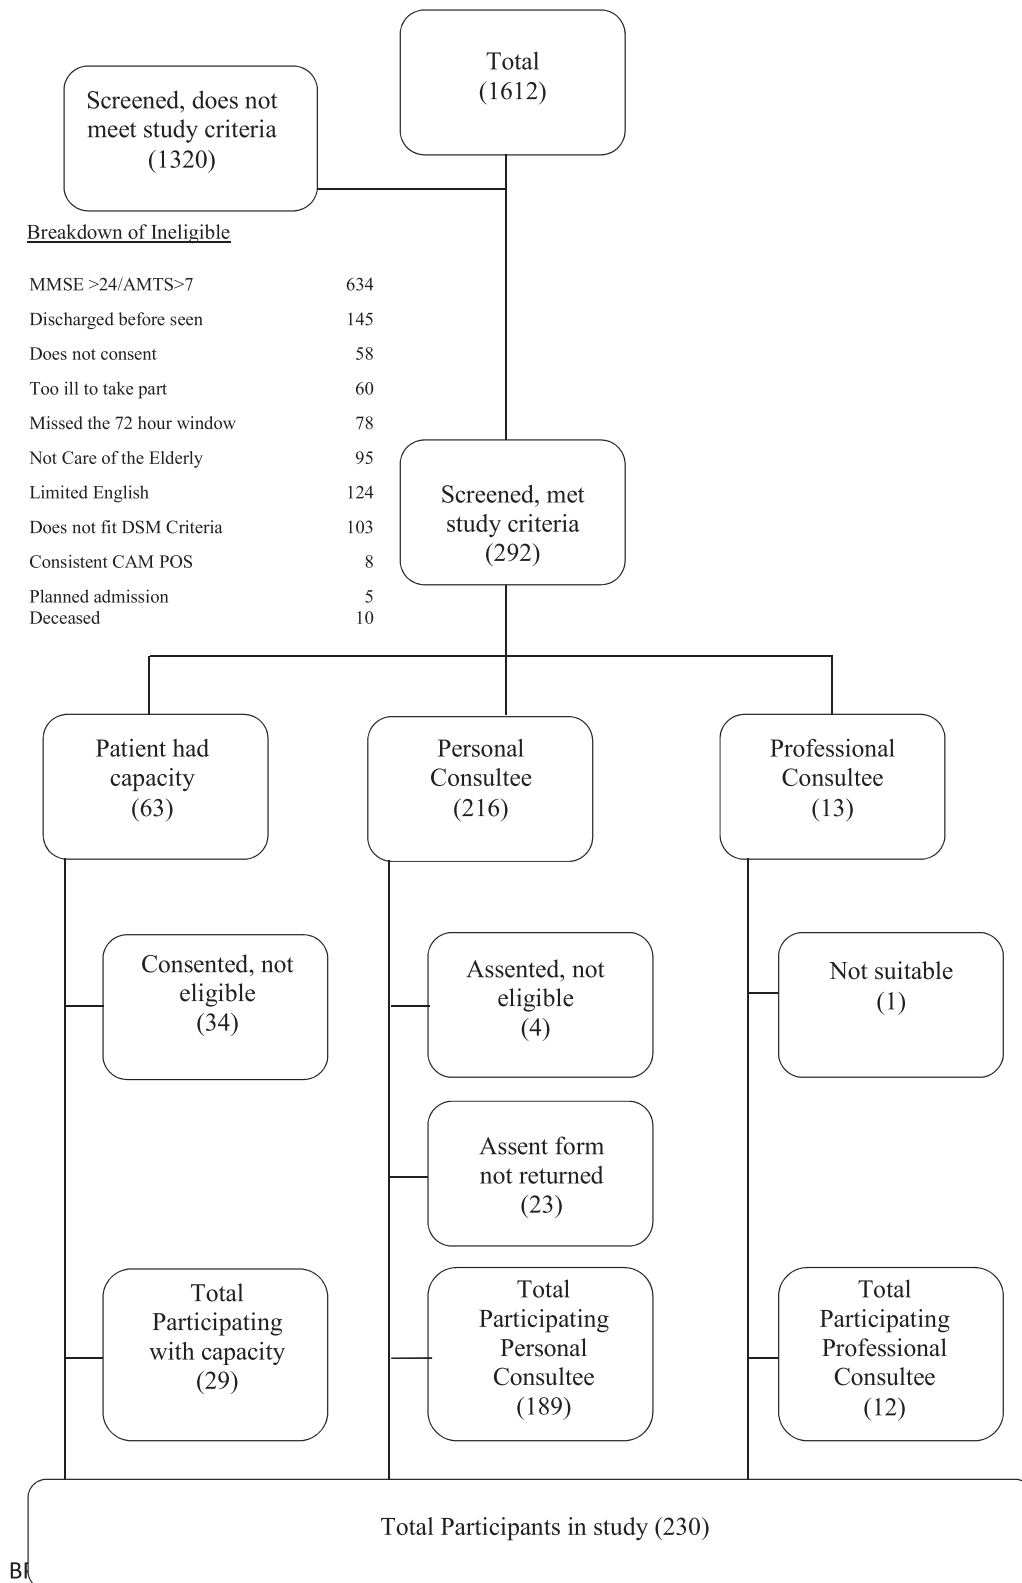 Total
(1612)
Screened, does not
meet study criteria
(1320)
Breakdown of Ineligible
MMSE >24/AMTS>7 634
Discharged before seen 145
Does not consent 58
Too ill to take part 60
Missed the 72 hour window 78
Not Care of the Elderly 95
Limited English 124
Does not fit DSM Criteria 103
Consistent CAM POS 8
Planned admission 5
Deceased 10
Screened, met
study criteria
(292)
Patient had
capacity
(63)
Personal
Consultee
(216)
Professional
Consultee
(13)
Consented, not
eligible
(34)
Assented, not
eligible
(4)
Not suitable
(1)
Assent form
not returned
(23)
Total
Participating
with capacity
(29)
Total
Participating
Personal
Consultee
(189)
Total
Participating
Professional
Consultee
(12)
Total Participants in study (230)